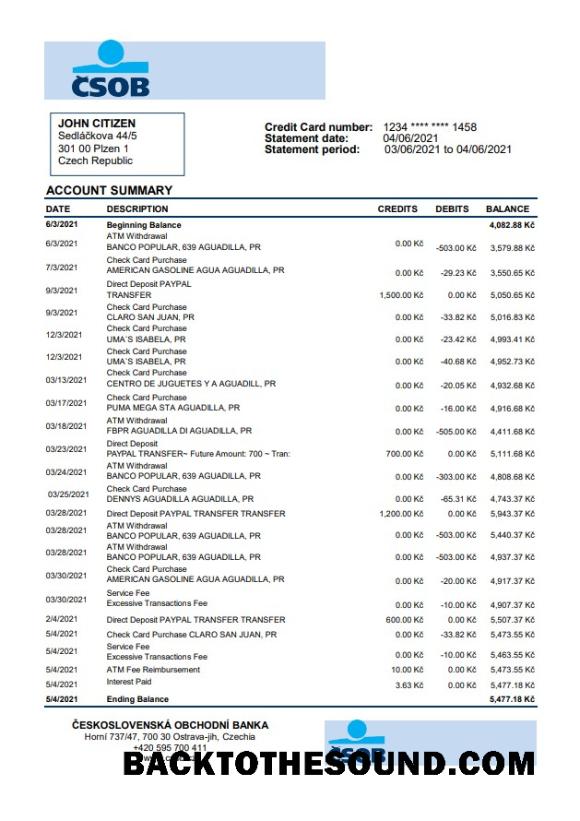 ČSOB
JOHN CITIZEN
Sedláčkova 44/5
301 00 Plzen 1
Czech Republic
Credit Card number: 1234 **** **** 1458
Statement date: 04/06/2021
Statement period: 03/06/2021 to 04/06/2021
ACCOUNT SUMMARY
DATE DESCRIPTION CREDITS DEBITS BALANCE
6/3/2021 Beginning Balance 4,082.88 Kč
ATM Withdrawal
6/3/2021 BANCO POPULAR, 639 AGUADILLA, PR 0.00 Kč -503.00 Kč 3,579.88 Kč
Check Card Purchase
7/3/2021 AMERICAN GASOLINE AGUA AGUADILLA, PR 0.00 Kč -29.23 Kč 3,550.65 Kč
Direct Deposit PAYPAL
9/3/2021 TRANSFER 1,500.00 Kč 0.00 Kč 5,050.65 Kč
Check Card Purchase
9/3/2021 CLARO SAN JUAN, PR 0.00 Kč -33.82 Kč 5,016.83 Kč
Check Card Purchase
12/3/2021 UMA`S ISABELA, PR 0.00 Kč -23.42 Kč 4,993.41 Kč
Check Card Purchase
12/3/2021 UMA`S ISABELA, PR 0.00 Kč -40.68 Kč 4,952.73 Kč
Check Card Purchase
03/13/2021 CENTRO DE JUGUETES Y A AGUADILL, PR 0.00 Kč -20.05 Kč 4,932.68 Kč
Check Card Purchase
03/17/2021 PUMA MEGA STA AGUADILLA, PR 0.00 Kč -16.00 Kč 4,916.68 Kč
ATM Withdrawal
03/18/2021 FBPR AGUADILLA DI AGUADILLA, PR 0.00 Kč -505.00 Kč 4,411.68 Kč
Direct Deposit
03/23/2021 PAYPAL TRANSFER~ Future Amount: 700 ~ Tran: 700.00 Kč 0.00 Kč 5,111.68 Kč
ATM Withdrawal
03/24/2021 BANCO POPULAR, 639 AGUADILLA, PR 0.00 Kč -303.00 Kč 4,808.68 Kč
Check Card Purchase
03/25/2021 DENNYS AGUADILLA AGUADILLA, PR 0.00 Kč -65.31 Kč 4,743.37 Kč
03/28/2021 Direct Deposit PAYPAL TRANSFER TRANSFER 1,200.00 Kč 0.00 Kč 5,943.37 Kč
ATM Withdrawal
03/28/2021 BANCO POPULAR, 639 AGUADILLA, PR 0.00 Kč -503.00 Kč 5,440.37 Kč
ATM Withdrawal
03/28/2021 BANCO POPULAR, 639 AGUADILLA, PR 0.00 Kč -503.00 Kč 4,937.37 Kč
Check Card Purchase
03/30/2021 AMERICAN GASOLINE AGUA AGUADILLA, PR 0.00 Kč -20.00 Kč 4,917.37 Kč
Service Fee
03/30/2021 Excessive Transactions Fee 0.00 Kč -10.00 Kč 4,907.37 Kč
2/4/2021 Direct Deposit PAYPAL TRANSFER TRANSFER 600.00 Kč 0.00 Kč 5,507.37 Kč
5/4/2021 Check Card Purchase CLARO SAN JUAN, PR 0.00 Kč -33.82 Kč 5,473.55 Kč
Service Fee
5/4/2021 Excessive Transactions Fee 0.00 Kč -10.00 Kč 5,463.55 Kč
5/4/2021 ATM Fee Reimbursement 10.00 Kč 0.00 Kč 5,473.55 Kč
5/4/2021 Interest Paid 3.63 Kč 0.00 Kč 5,477.18 Kč
5/4/2021 Ending Balance 5,477.18 Kč
ČESKOSLOVENSKÁ OBCHODNÍ BANKA
Horní 737/47, 700 30 Ostrava-jih, Czechia
+420 595 700 411
ČSOB
BACKTOTHESOUND.COM